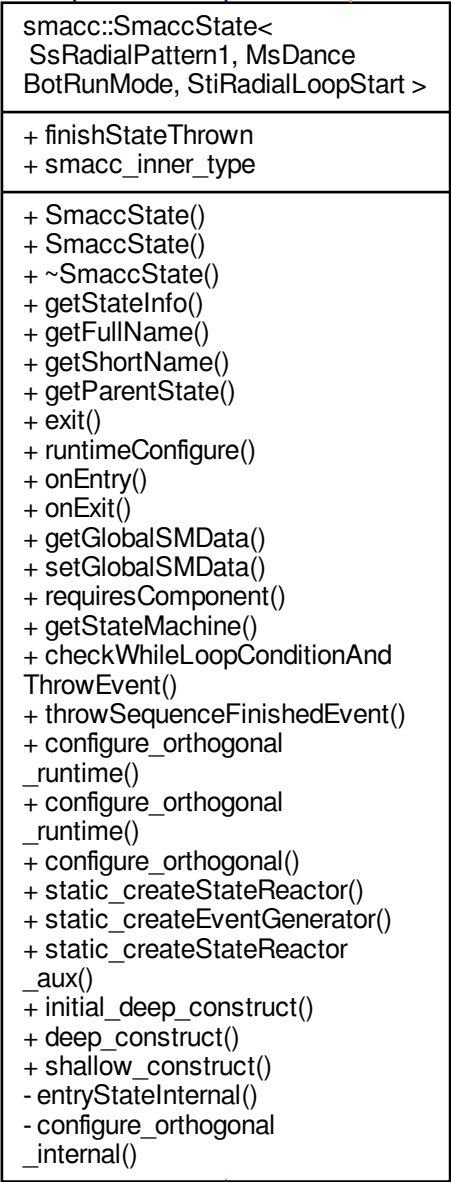 smacc::SmaccState<
SsRadialPattern1, MsDance
BotRunMode, StiRadialLoopStart >
+ finishStateThrown
+ smacc_inner_type
+ SmaccState()
+ SmaccState()
+ ~SmaccState()
+ getStateInfo()
+ getFullName()
+ getShortName()
+ getParentState()
+ exit()
+ runtimeConfigure()
+ onEntry()
+ onExit()
+ getGlobalSMData()
+ setGlobalSMData()
+ requiresComponent()
+ getStateMachine()
+ checkWhileLoopConditionAnd
ThrowEvent()
+ throwSequenceFinishedEvent()
+ configure_orthogonal
_runtime()
+ configure_orthogonal
_runtime()
+ configure_orthogonal()
+ static_createStateReactor()
+ static_createEventGenerator()
+ static_createStateReactor
_aux()
+ initial_deep_construct()
+ deep_construct()
+ shallow_construct()
- entryStateInternal()
- configure_orthogonal
_internal()